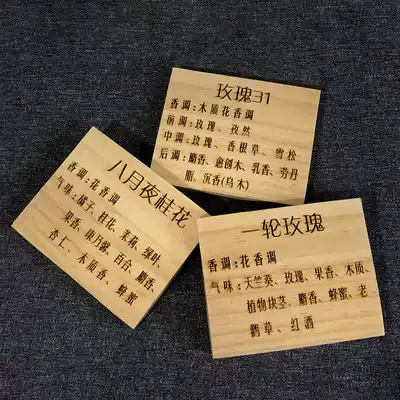 玫瑰31
香调:木质花香调
前调:玫瑰、孜然
中调:玫瑰、香根草、雪松
后调:麝香、愈创木、乳香、劳丹
脂、沉香(乌木)
八月夜桂花
香调:花香调
气味:橘子、桂花、茉莉、绿叶、
果香、康乃馨、百合、麝香、
杏仁、木质香、蜂蜜
一轮玫瑰
香调:花香调
气味:天竺葵、玫瑰、果香、木质、
植物块茎、麝香、蜂蜜、老
鹳草、红酒